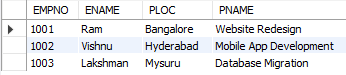 EMPNO ENAME PLOC PNAME
1001 Ram Bangalore Website Redesign
1002 Vishnu Hyderabad Mobile App Development
1003 Lakshman Mysuru Database Migration